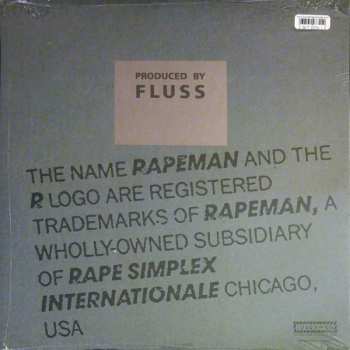 PRODUCED BY
FLUSS
THE NAME RAPEMAN AND THE
R LOGO ARE REGISTERED
TRADEMARKS OF RAPEMAN, A
WHOLLY-OWNED SUBSIDIARY
OF RAPE SIMPLEX
INTERNATIONALE CHICAGO,
USA